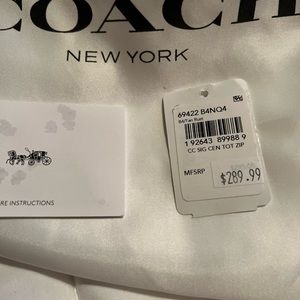 COACH
NEW YORK
69422 B4NQ4
B4/Tan Rust
1 92643 89988 9
CC SIG CEN TOT ZIP
MFSRP
$289.99
RE INSTRUCTIONS